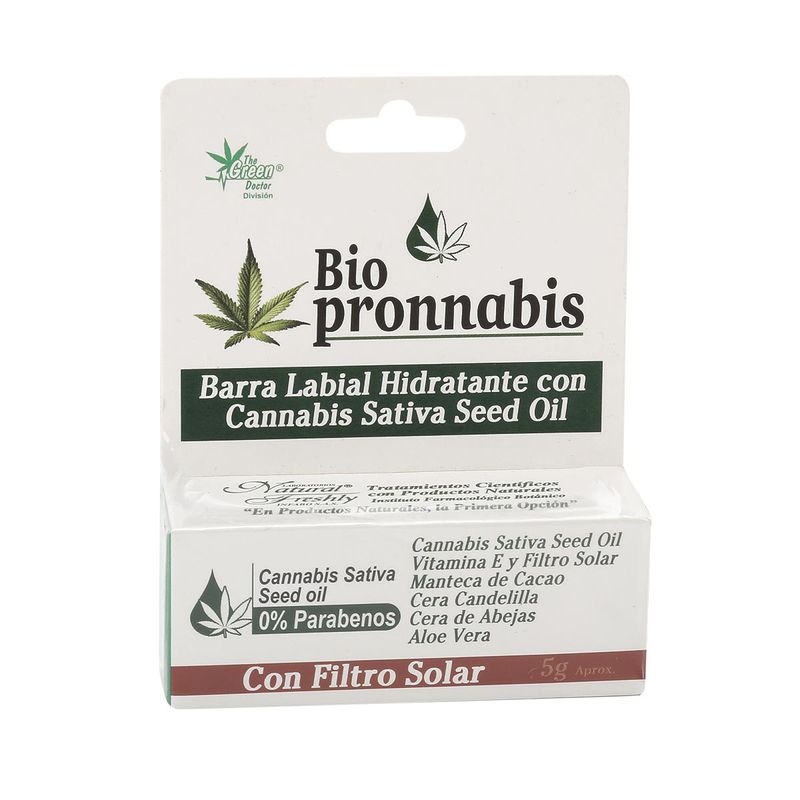 The
Green®
Doctor
División
Bio
pronnabis
Barra Labial Hidratante con
Cannabis Sativa Seed Oil
LABORATORIOS
Natural®
Freshly
INFABO S.A.S.
Tratamientos Científicos
con Productos Naturales
Instituto Farmacológico Botánico
"En Productos Naturales, la Primera Opción"
Cannabis Sativa
Seed oil
0% Parabenos
Cannabis Sativa Seed Oil
Vitamina E y Filtro Solar
Manteca de Cacao
Cera Candelilla
Cera de Abejas
Aloe Vera
Con Filtro Solar
5g Aprox.